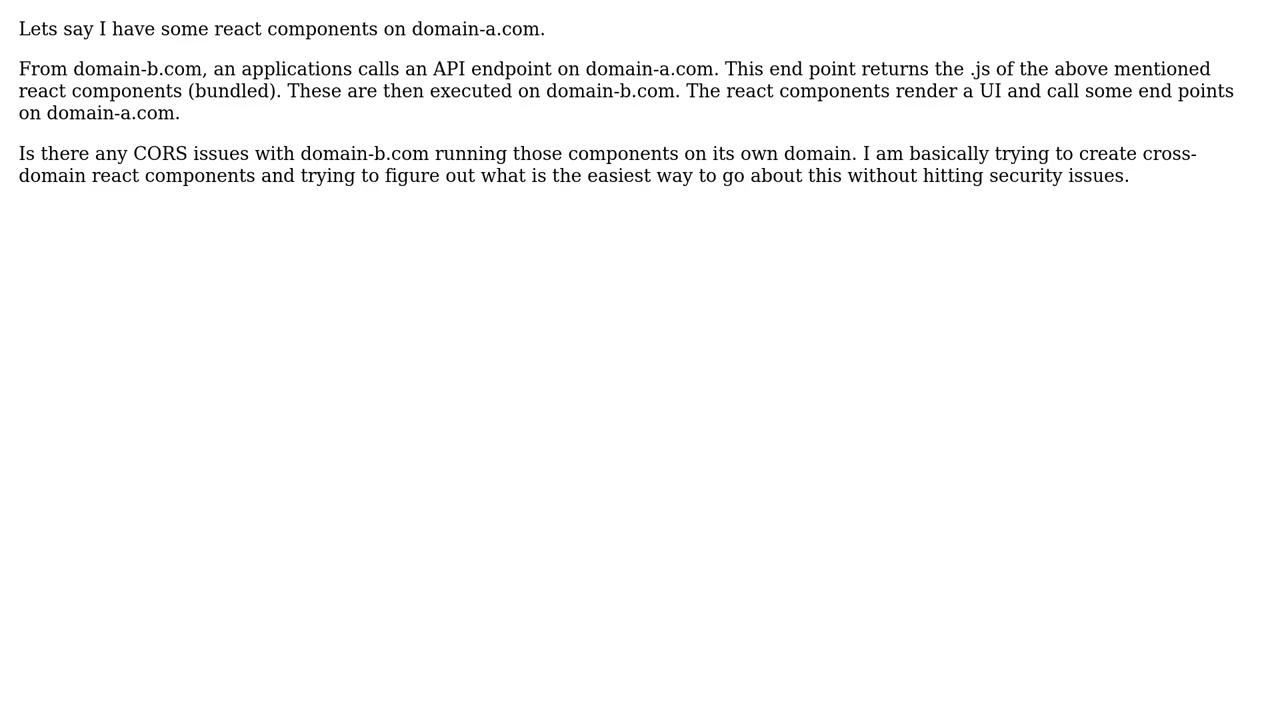 Lets say I have some react components on domain-a.com.
From domain-b.com, an applications calls an API endpoint on domain-a.com. This end point returns the .js of the above mentioned
react components (bundled). These are then executed on domain-b.com. The react components render a UI and call some end points
on domain-a.com.
Is there any CORS issues with domain-b.com running those components on its own domain. I am basically trying to create cross-
domain react components and trying to figure out what is the easiest way to go about this without hitting security issues.